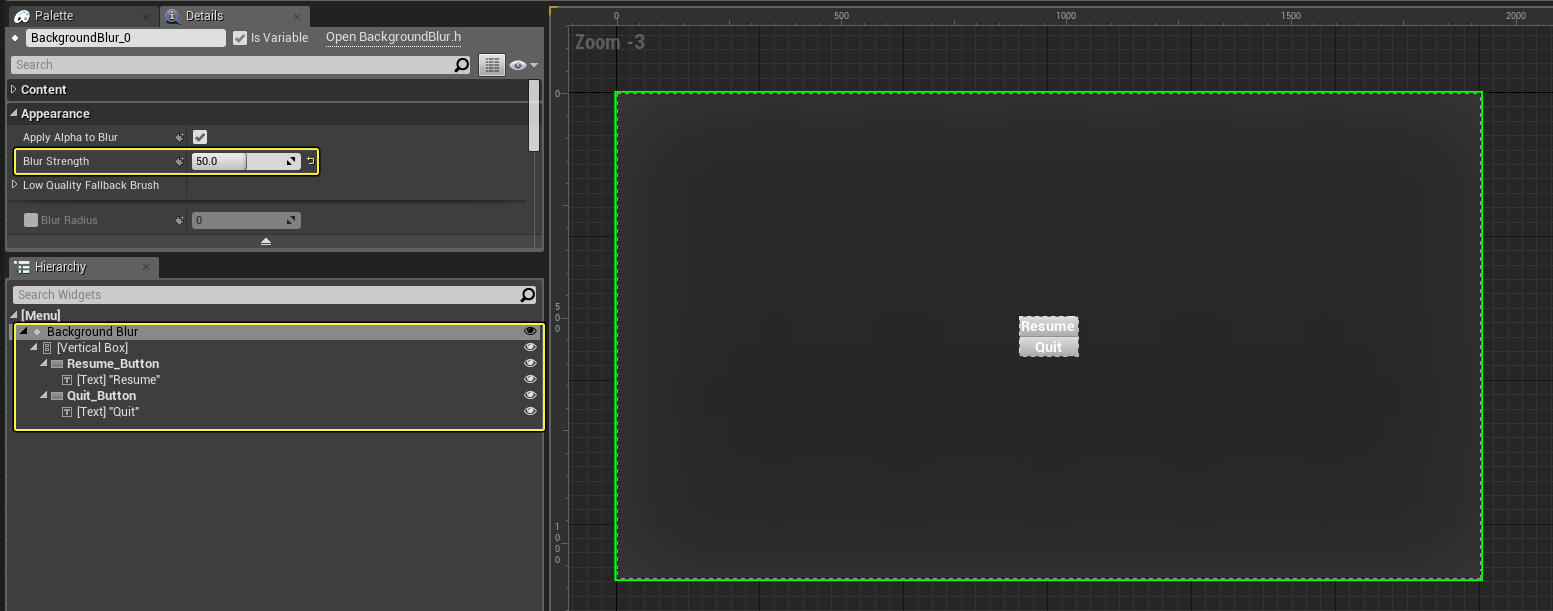 Palette
Details
BackgroundBlur_0
Is Variable
Open BackgroundBlur.h
Search
Content
Appearance
Apply Alpha to Blur
Blur Strength
50.0
Low Quality Fallback Brush
Blur Radius
0
Hierarchy
Search Widgets
[Menu]
Background Blur
[Vertical Box]
Resume_Button
[Text] "Resume"
Quit_Button
[Text] "Quit"
0
500
1000
1500
2000
Zoom -3
0
500
1000
Resume
Quit